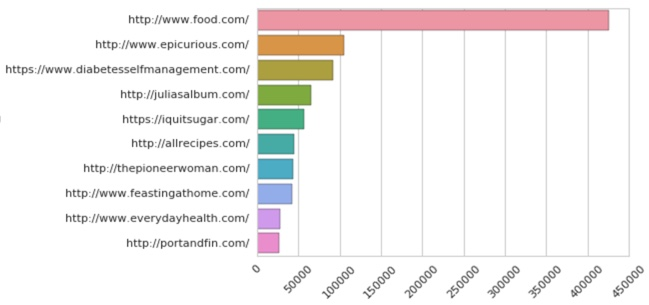 http://www.food.com/
http://www.epicurious.com/
https://www.diabetesselfmanagement.com/
http://juliasalbum.com/
https://iquitsugar.com/
http://allrecipes.com/
http://thepioneerwoman.com/
http://www.feastingathome.com/
http://www.everydayhealth.com/
http://portandfin.com/
0 50000 100000 150000 200000 250000 300000 350000 400000 450000